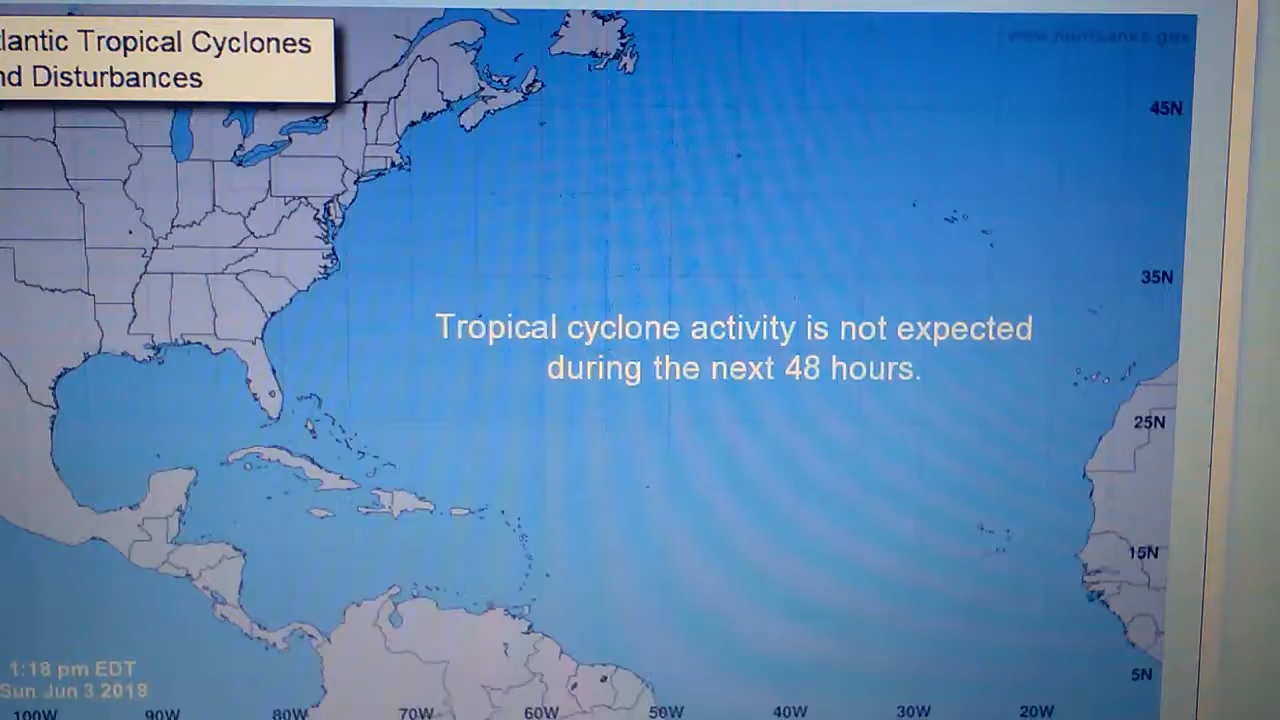 tlantic Tropical Cyclones
nd Disturbances
45N
35N
Tropical cyclone activity is not expected
during the next 48 hours.
25N
15N
5N
1:18 pm EDT
Sun Jun 3 2018
100W 90W 80W 70W 60W 50W 40W 30W 20W